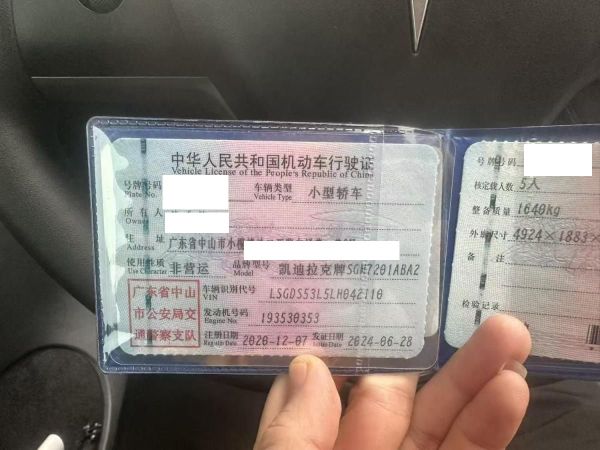 中华人民共和国机动车行驶证
Vehicle License of the People's Republic of China
号牌号码
Plate No.
车辆类型 小型轿车
Vehicle Type
所有人
Owner
住址 广东省中山市小榄
Address
使用性质 非营运 品牌型号 凯迪拉克牌SGM7201ABA2
Use Character Model
广东省中山 车辆识别代号 LSGDS53L5LM042110
VIN
市公安局交 发动机号码 193530353
Engine No.
通警察支队 注册日期 2020-12-07 发证日期 2024-06-28
Register Date Issue Date
号牌号码
核定载人数 5人
整备质量 1640kg
外廓尺寸 4924×1883×
备注
检验记录